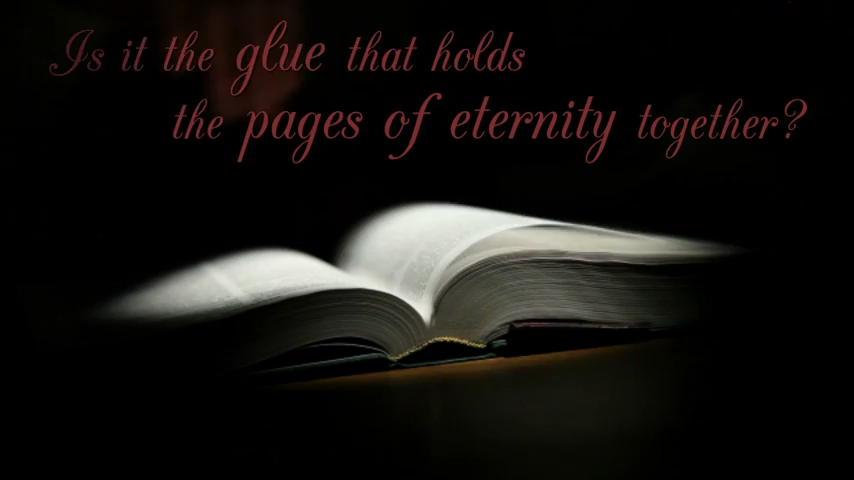 Is it the glue that holds
the pages of eternity together?